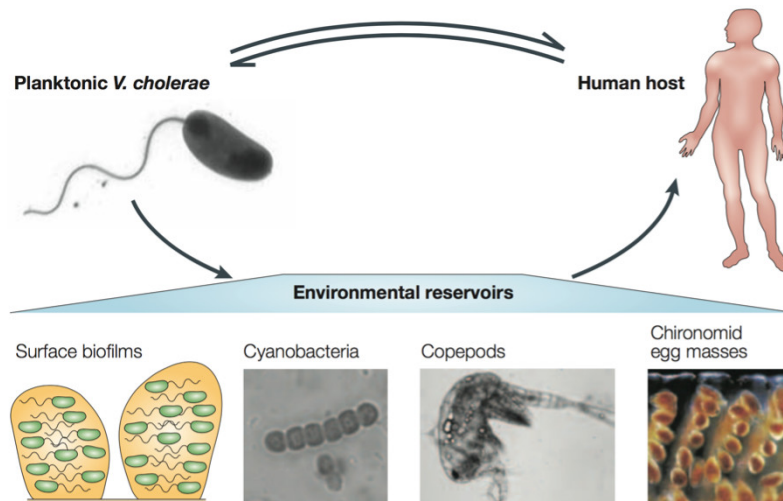 Planktonic V. cholerae
Human host
Environmental reservoirs
Surface biofilms
Cyanobacteria
Copepods
Chironomid
egg masses